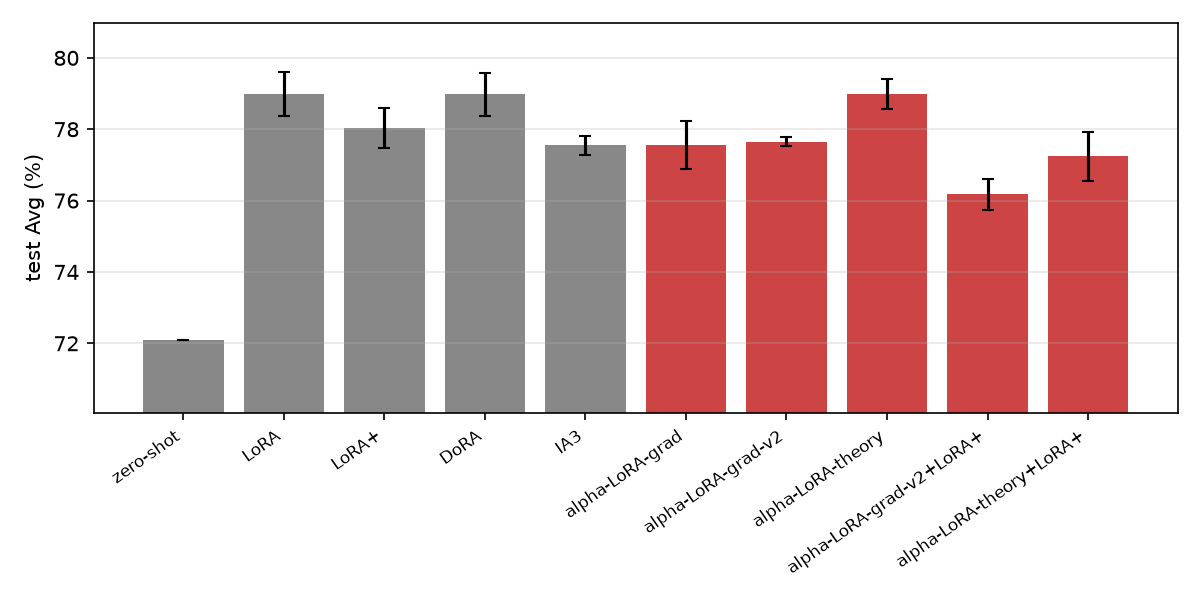 80
78
76
74
72
test Avg (%)
zero-shot
LoRA
LoRA+
DoRA
IA3
alpha-LoRA-grad
alpha-LoRA-grad-v2
alpha-LoRA-theory
alpha-LoRA-grad-v2+LoRA+
alpha-LoRA-theory+LoRA+